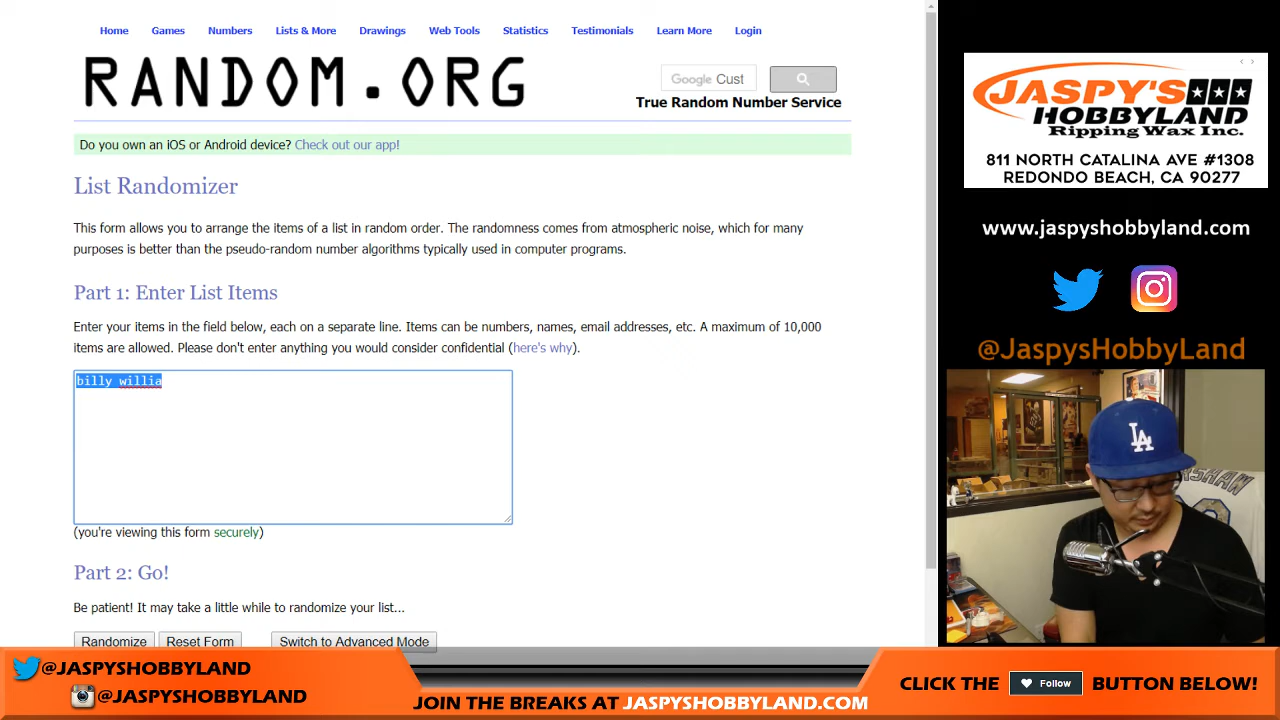 Home Games Numbers Lists & More Drawings Web Tools Statistics Testimonials Learn More Login
RANDOM.ORG
Google Cust
True Random Number Service
Do you own an iOS or Android device? Check out our app!
List Randomizer
This form allows you to arrange the items of a list in random order. The randomness comes from atmospheric noise, which for many
purposes is better than the pseudo-random number algorithms typically used in computer programs.
Part 1: Enter List Items
Enter your items in the field below, each on a separate line. Items can be numbers, names, email addresses, etc. A maximum of 10,000
items are allowed. Please don't enter anything you would consider confidential (here's why).
billy willia
(you're viewing this form securely)
Part 2: Go!
Be patient! It may take a little while to randomize your list...
Randomize Reset Form Switch to Advanced Mode
JASPY'S
HOBBYLAND
Ripping Wax Inc.
811 NORTH CATALINA AVE #1308
REDONDO BEACH, CA 90277
www.jaspyshobbyland.com
@JaspysHobbyLand
LA
SHAW
@JASPYSHOBBYLAND
@JASPYSHOBBYLAND
JOIN THE BREAKS AT JASPYSHOBBYLAND.COM
CLICK THE Follow BUTTON BELOW!